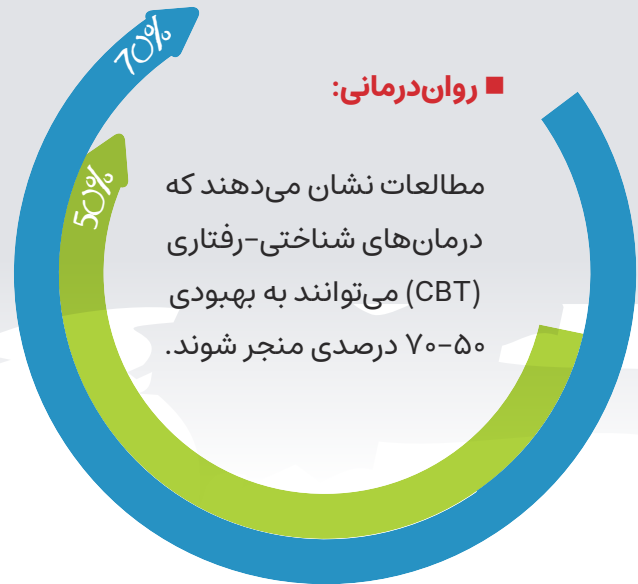 70%
■ روان‌درمانی:
50%
مطالعات نشان می‌دهند که
درمان‌های شناختی-رفتاری
(CBT) می‌توانند به بهبودی
۵۰-۷۰ درصدی منجر شوند.